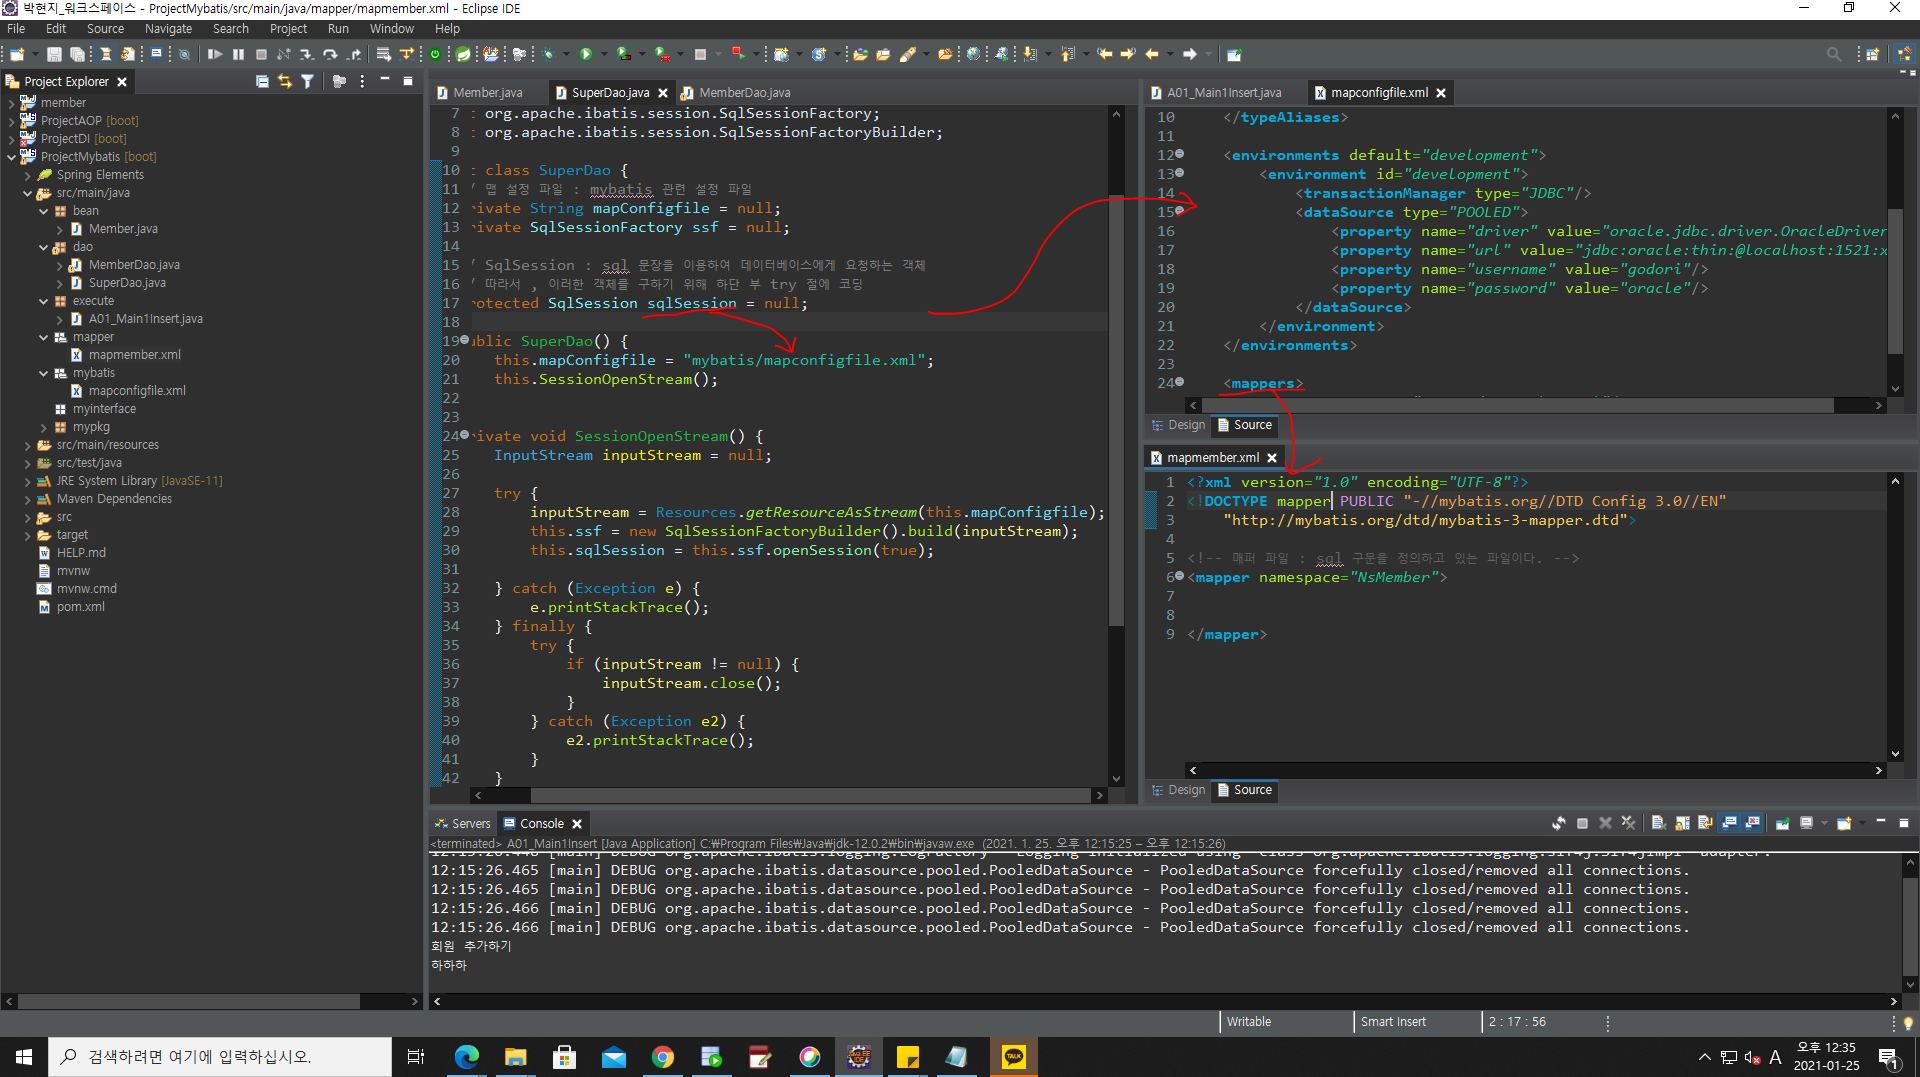 박현지_워크스페이스 - ProjectMybatis/src/main/java/mapper/mapmember.xml - Eclipse IDE
File Edit Source Navigate Search Project Run Window Help
Project Explorer
member
ProjectAOP [boot]
ProjectDI [boot]
ProjectMybatis [boot]
Spring Elements
src/main/java
bean
Member.java
dao
MemberDao.java
SuperDao.java
execute
A01_Main1Insert.java
mapper
mapmember.xml
mybatis
mapconfigfile.xml
myinterface
mypkg
src/main/resources
src/test/java
JRE System Library [JavaSE-11]
Maven Dependencies
src
target
HELP.md
mvnw
mvnw.cmd
pom.xml
Member.java SuperDao.java MemberDao.java
7 : org.apache.ibatis.session.SqlSessionFactory;
8 : org.apache.ibatis.session.SqlSessionFactoryBuilder;
9
10 : class SuperDao {
11 / 맵 설정 파일 : mybatis 관련 설정 파일
12 rivate String mapConfigfile = null;
13 rivate SqlSessionFactory ssf = null;
14
15 / SqlSession : sql 문장을 이용하여 데이터베이스에게 요청하는 객체
16 / 따라서 , 이러한 객체를 구하기 위해 하단 부 try 절에 코딩
17 rotected SqlSession sqlSession = null;
18
19 ublic SuperDao() {
20 this.mapConfigfile = "mybatis/mapconfigfile.xml";
21 this.SessionOpenStream();
22
23
24 rivate void SessionOpenStream() {
25 InputStream inputStream = null;
26
27 try {
28 inputStream = Resources.getResourceAsStream(this.mapConfigfile);
29 this.ssf = new SqlSessionFactoryBuilder().build(inputStream);
30 this.sqlSession = this.ssf.openSession(true);
31
32 } catch (Exception e) {
33 e.printStackTrace();
34 } finally {
35 try {
36 if (inputStream != null) {
37 inputStream.close();
38 }
39 } catch (Exception e2) {
40 e2.printStackTrace();
41 }
42 }
A01_Main1Insert.java mapconfigfile.xml
10 </typeAliases>
11
12 <environments default="development">
13 <environment id="development">
14 <transactionManager type="JDBC"/>
15 <dataSource type="POOLED">
16 <property name="driver" value="oracle.jdbc.driver.OracleDriver
17 <property name="url" value="jdbc:oracle:thin:@localhost:1521:x
18 <property name="username" value="godori"/>
19 <property name="password" value="oracle"/>
20 </dataSource>
21 </environment>
22 </environments>
23
24 <mappers>
Design Source
mapmember.xml
1 <?xml version="1.0" encoding="UTF-8"?>
2 <!DOCTYPE mapper PUBLIC "-//mybatis.org//DTD Config 3.0//EN"
3 "http://mybatis.org/dtd/mybatis-3-mapper.dtd">
4
5 <!-- 매퍼 파일 : sql 구문을 정의하고 있는 파일이다. -->
6 <mapper namespace="NsMember">
7
8
9 </mapper>
Design Source
Servers Console
<terminated> A01_Main1Insert [Java Application] C:₩Program Files₩Java₩jdk-12.0.2₩bin₩javaw.exe (2021. 1. 25. 오후 12:15:25 – 오후 12:15:26)
12:15:26.465 [main] DEBUG org.apache.ibatis.datasource.pooled.PooledDataSource - PooledDataSource forcefully closed/removed all connections.
12:15:26.465 [main] DEBUG org.apache.ibatis.datasource.pooled.PooledDataSource - PooledDataSource forcefully closed/removed all connections.
12:15:26.466 [main] DEBUG org.apache.ibatis.datasource.pooled.PooledDataSource - PooledDataSource forcefully closed/removed all connections.
12:15:26.466 [main] DEBUG org.apache.ibatis.datasource.pooled.PooledDataSource - PooledDataSource forcefully closed/removed all connections.
회원 추가하기
하하하
Writable Smart Insert 2 : 17 : 56
검색하려면 여기에 입력하십시오.
TALK
A
오후 12:35
2021-01-25
1